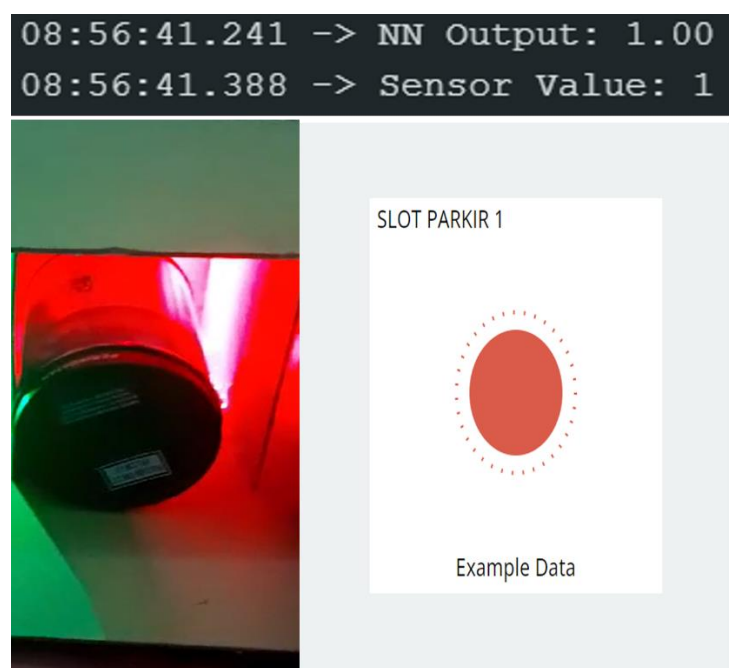 08:56:41.241 -> NN Output: 1.00
08:56:41.388 -> Sensor Value: 1
SLOT PARKIR 1
Example Data